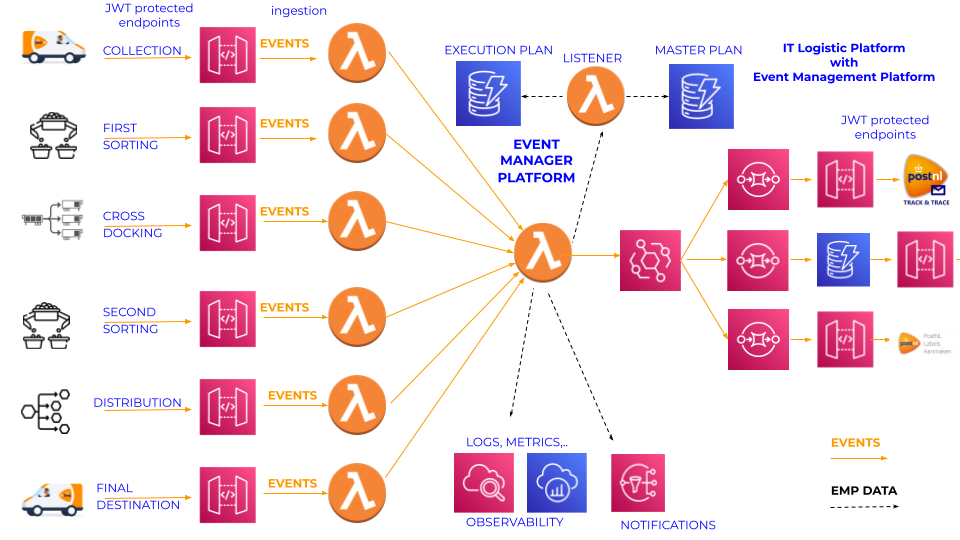 JWT protected
endpoints
ingestion
COLLECTION
EVENTS
FIRST
SORTING
EVENTS
CROSS
DOCKING
EVENTS
SECOND
SORTING
EVENTS
DISTRIBUTION
EVENTS
FINAL
DESTINATION
EVENTS
EXECUTION PLAN
LISTENER
MASTER PLAN
EVENT
MANAGER
PLATFORM
IT Logistic Platform
with
Event Management Platform
JWT protected
endpoints
postnl
TRACK & TRACE
postnl
PostNL
Labels
Aanmaken
LOGS, METRICS,..
OBSERVABILITY
NOTIFICATIONS
EVENTS
EMP DATA